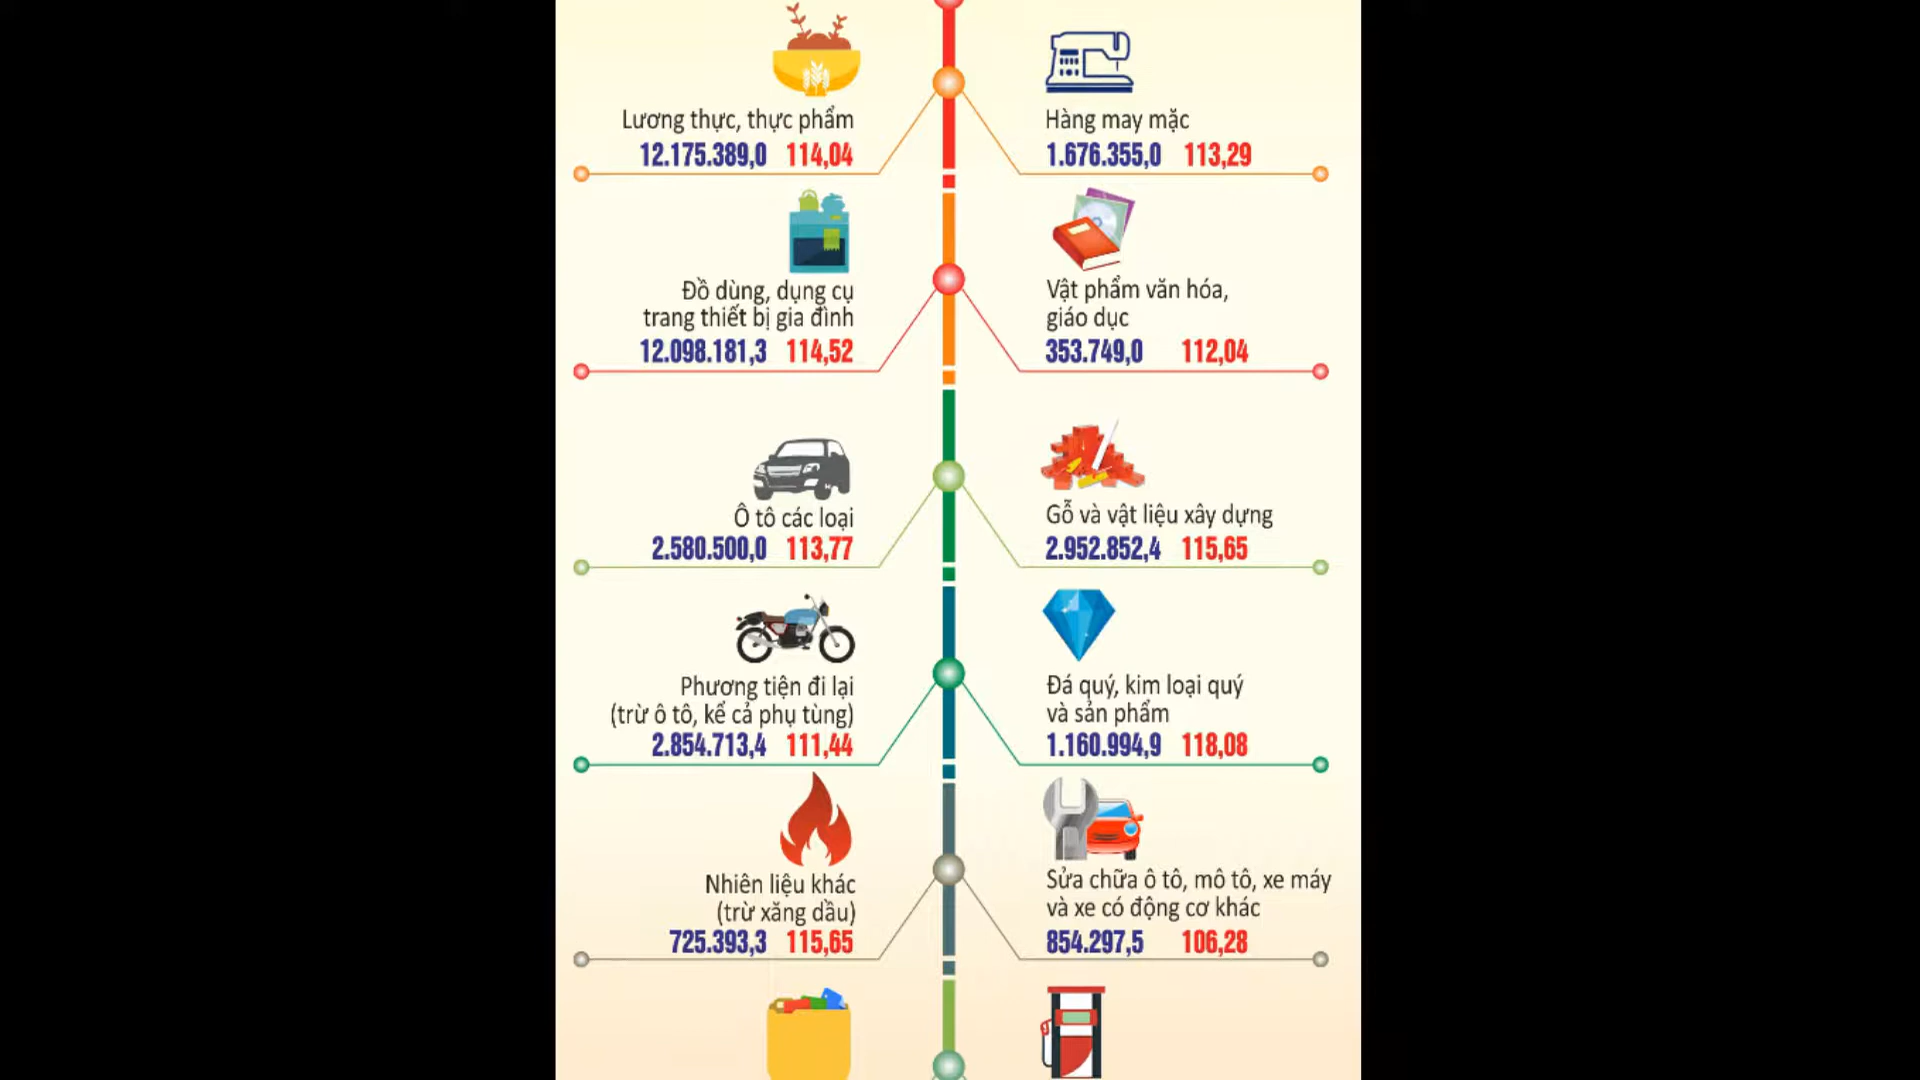 Lương thực, thực phẩm
12.175.389,0 114,04
Hàng may mặc
1.676.355,0 113,29
Đồ dùng, dụng cụ
trang thiết bị gia đình
12.098.181,3 114,52
Vật phẩm văn hóa,
giáo dục
353.749,0 112,04
Ô tô các loại
2.580.500,0 113,77
Gỗ và vật liệu xây dựng
2.952.852,4 115,65
Phương tiện đi lại
(trừ ô tô, kể cả phụ tùng)
2.854.713,4 111,44
Đá quý, kim loại quý
và sản phẩm
1.160.994,9 118,08
Nhiên liệu khác
(trừ xăng dầu)
725.393,3 115,65
Sửa chữa ô tô, mô tô, xe máy
và xe có động cơ khác
854.297,5 106,28